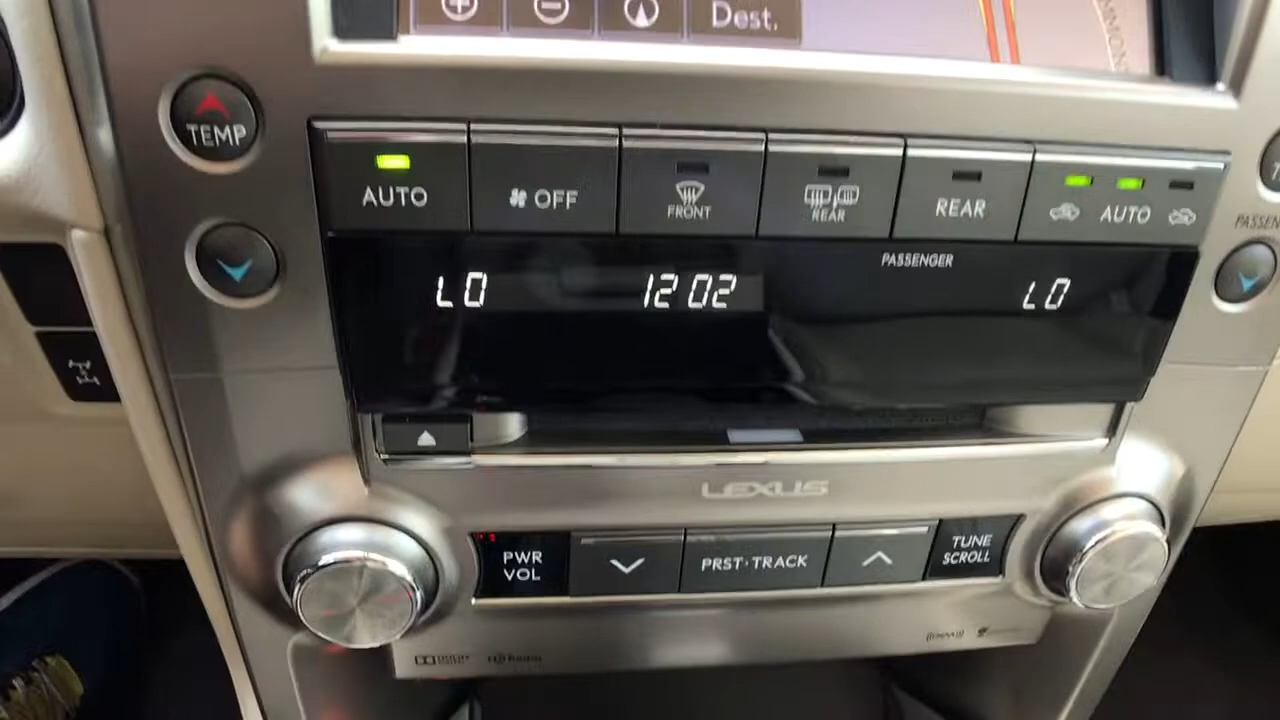 Dest.
TEMP
AUTO
OFF
FRONT
REAR
REAR
AUTO
PASSENGER
LO
12 02
LO
LEXUS
PWR
VOL
PRST·TRACK
TUNE
SCROLL